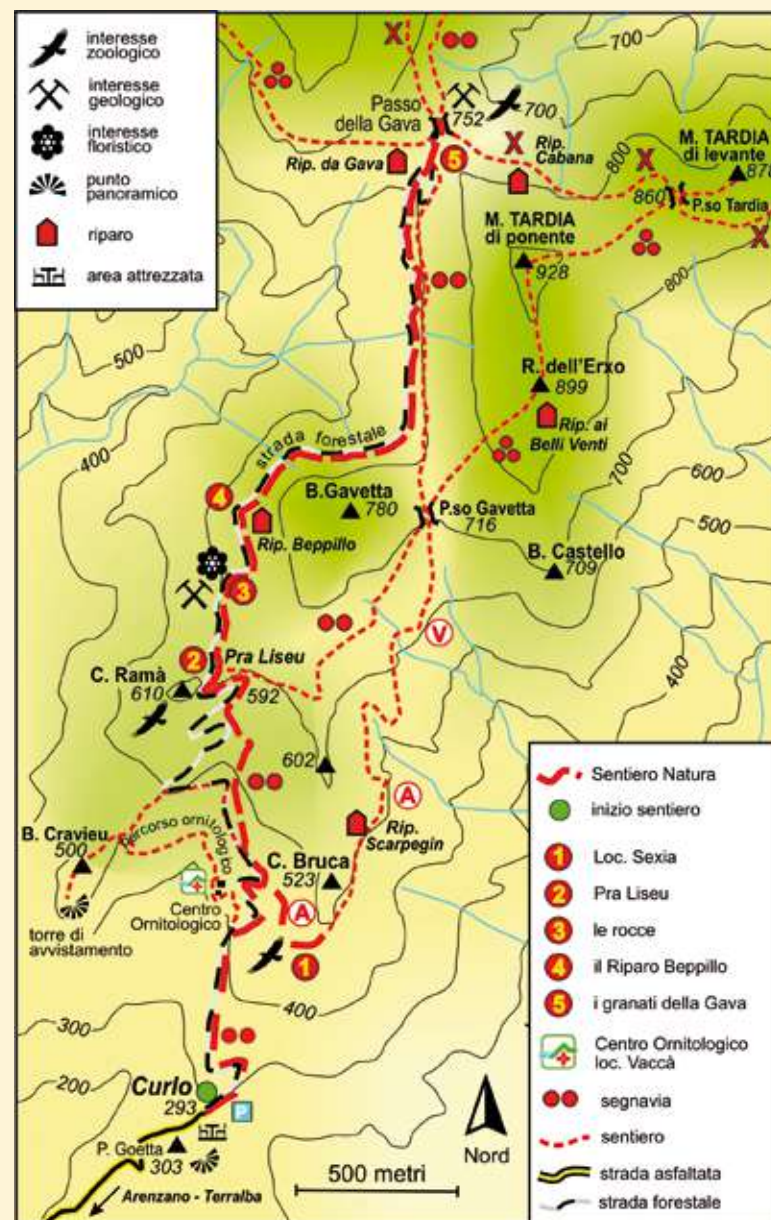 interesse
zoologico
interesse
geologico
interesse
floristico
punto
panoramico
riparo
area attrezzata
X
700
Passo
della Gava
752
700
X
Rip.
Cabana
Rip. da Gava
5
800
X
M. TARDIA
di levante
878
860
P.so Tardia
X
M. TARDIA
di ponente
928
800
500
R. dell'Erxo
899
Rip. ai
Belli Venti
700
600
500
400
strada forestale
4
B.Gavetta
780
Rip. Beppillo
P.so Gavetta
716
B. Castello
709
3
V
2
Pra Liseu
C. Ramà
610
592
400
602
A
Rip.
Scarpegin
B. Cravieu
500
percorso ornitologico
C. Bruca
523
torre di
avvistamento
Centro
Ornitologico
A
1
400
300
200
Curlo
293
P
P. Goetta
303
Arenzano - Terralba
500 metri
Nord
Sentiero Natura
inizio sentiero
1 Loc. Sexia
2 Pra Liseu
3 le rocce
4 il Riparo Beppillo
5 i granati della Gava
Centro Ornitologico
loc. Vaccà
segnavia
sentiero
strada asfaltata
strada forestale